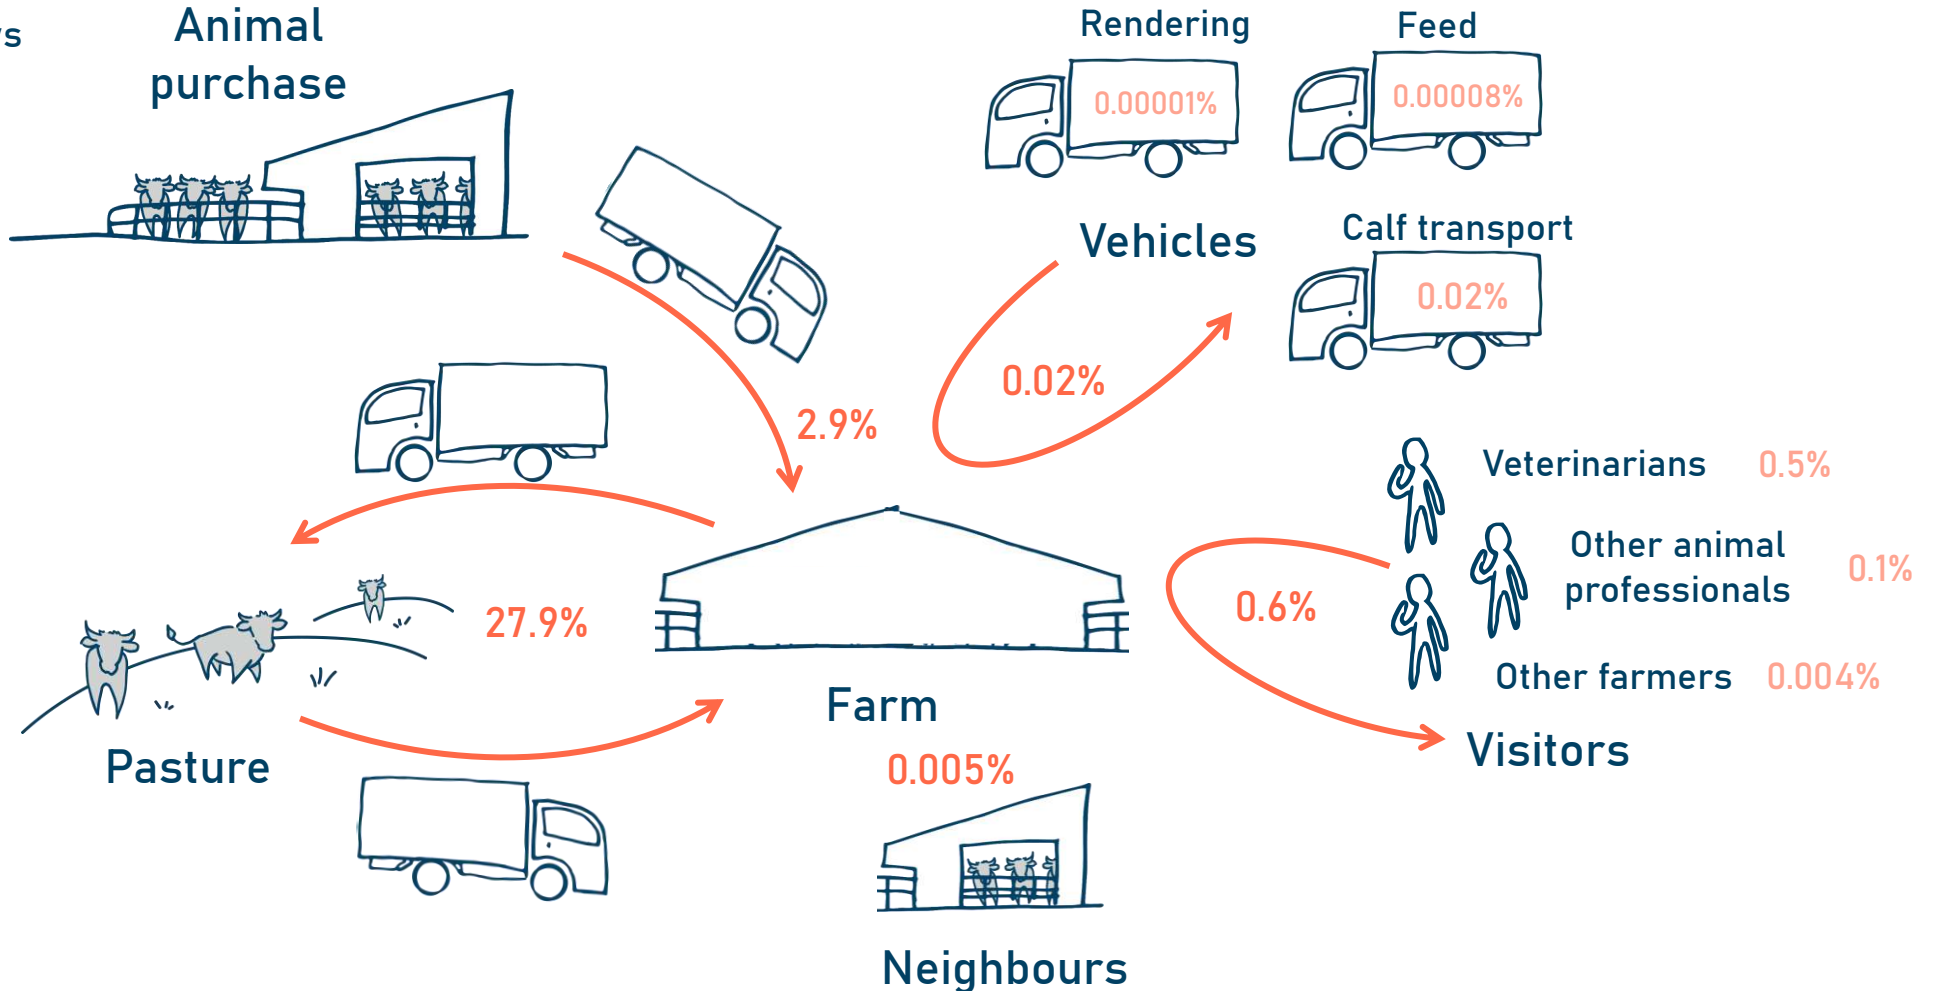 Animal
purchase
Rendering
Feed
0.00001%
0.00008%
Vehicles
Calf transport
0.02%
0.02%
2.9%
Veterinarians 0.5%
Other animal
professionals 0.1%
0.6%
27.9%
Other farmers 0.004%
Farm
Visitors
Pasture
0.005%
Neighbours